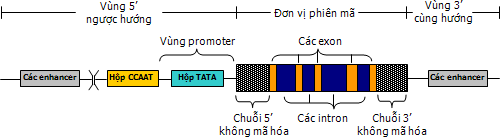 Vùng 5’
ngược hướng
Đơn vị phiên mã
Vùng 3’
cùng hướng
Vùng promoter
Các exon
Các enhancer
Hộp CCAAT
Hộp TATA
Các enhancer
Chuỗi 5’
không mã hóa
Các intron
Chuỗi 3’
không mã hóa